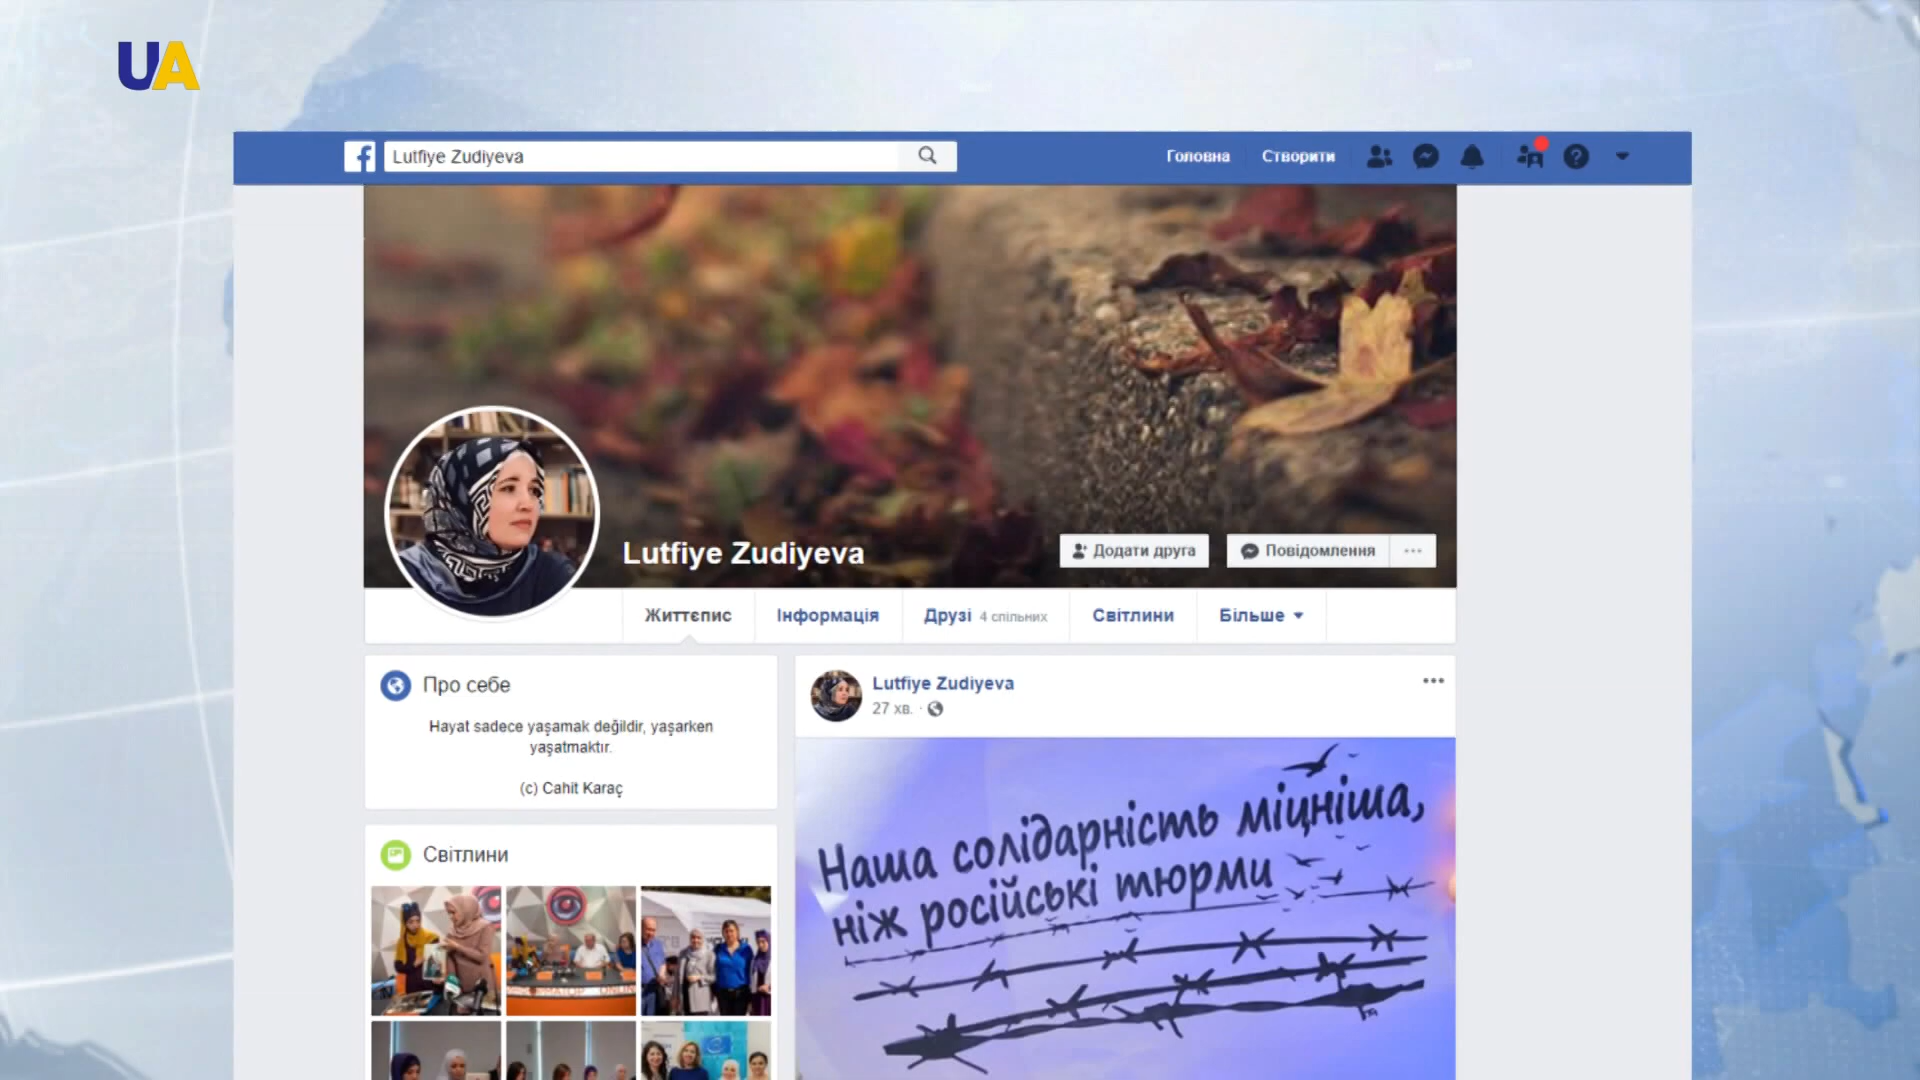 UA
Lutfiye Zudiyeva
Головна
Створити
Lutfiye Zudiyeva
Додати друга
Повідомлення
Життєпис
Інформація
Друзі 4 спільних
Світлини
Більше
Про себе
Hayat sadece yaşamak değildir, yaşarken
yaşatmaktır.
(c) Cahit Karaç
Світлини
Lutfiye Zudiyeva
27 хв.
Наша солідарність міцніша,
ніж російські тюрми